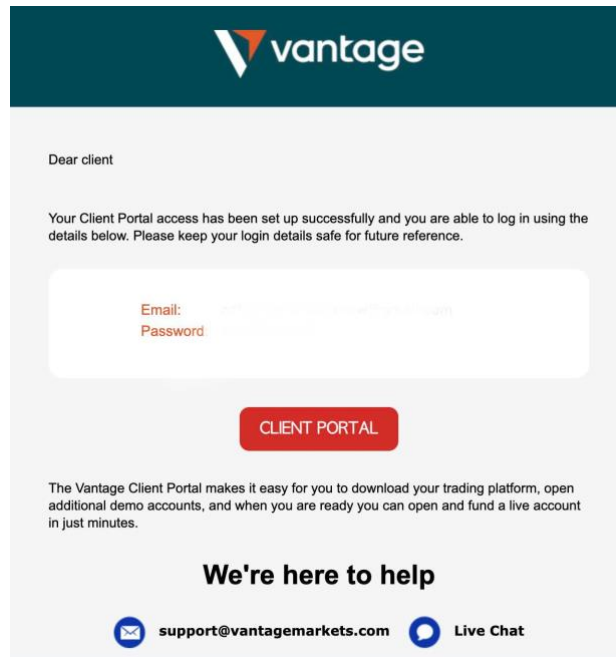 vantage
Dear client
Your Client Portal access has been set up successfully and you are able to log in using the
details below. Please keep your login details safe for future reference.
Email:
Password
CLIENT PORTAL
The Vantage Client Portal makes it easy for you to download your trading platform, open
additional demo accounts, and when you are ready you can open and fund a live account
in just minutes.
We're here to help
support@vantagemarkets.com Live Chat